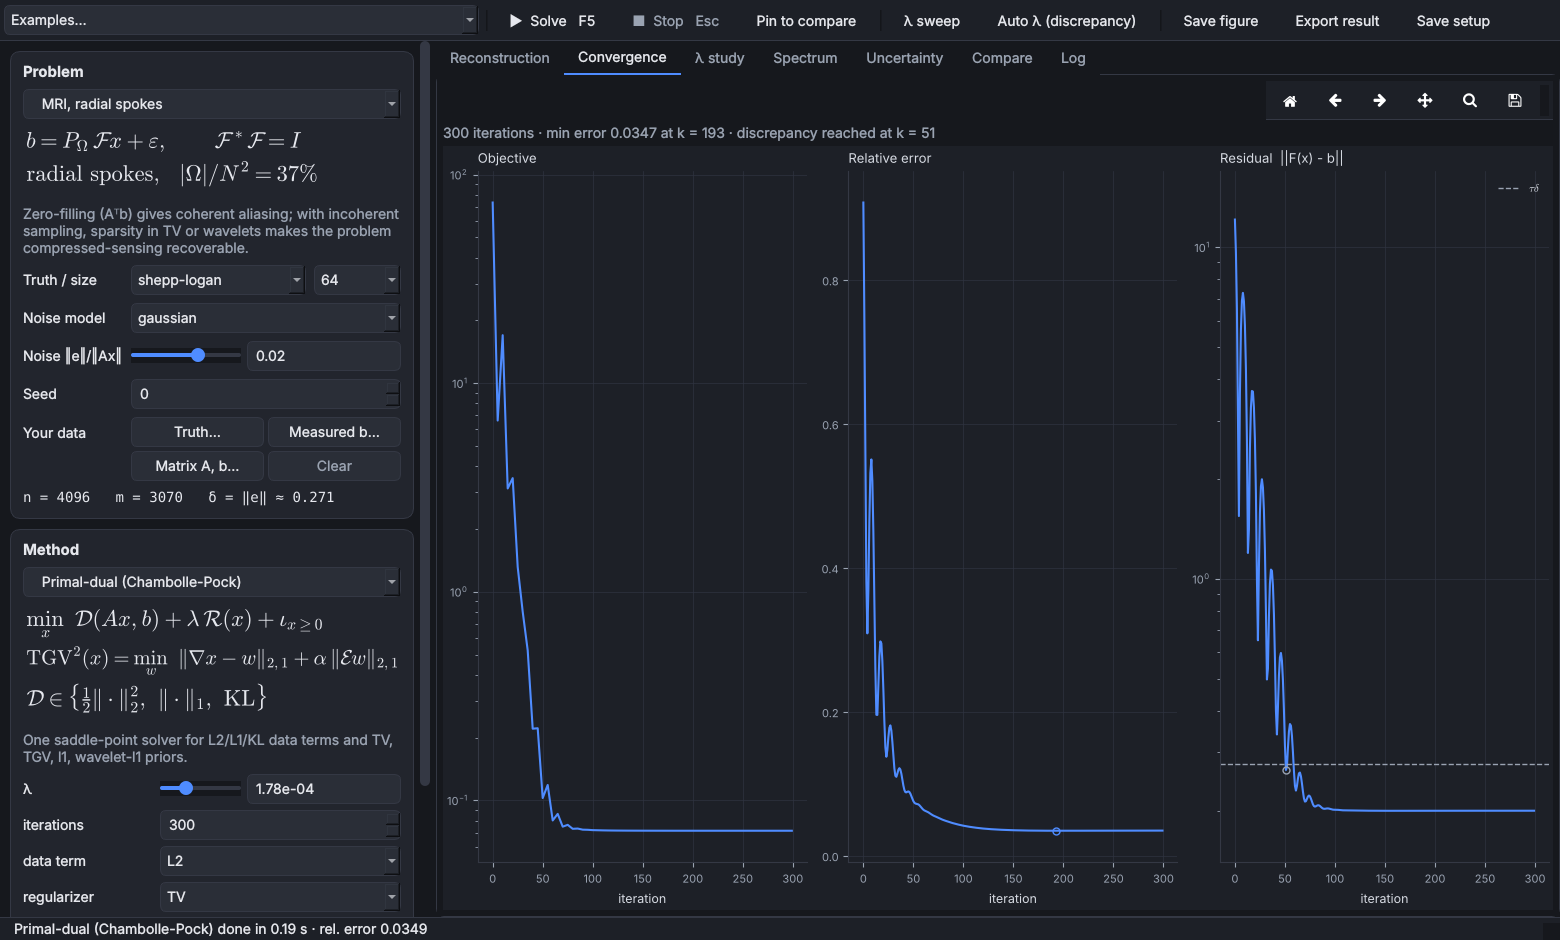 Examples...
Solve F5
Stop Esc
Pin to compare
λ sweep
Auto λ (discrepancy)
Save figure
Export result
Save setup
Problem
MRI, radial spokes
b = P_Ω ℱx + ε, ℱ* ℱ = I
radial spokes, |Ω|/N² = 37%
Zero-filling (Aᵀb) gives coherent aliasing; with incoherent
sampling, sparsity in TV or wavelets makes the problem
compressed-sensing recoverable.
Truth / size shepp-logan 64
Noise model gaussian
Noise ‖e‖/‖Ax‖ 0.02
Seed 0
Your data Truth... Measured b...
Matrix A, b... Clear
n = 4096 m = 3070 δ = ‖e‖ ≈ 0.271
Method
Primal-dual (Chambolle-Pock)
min_x 𝒟(Ax, b) + λ ℛ(x) + ι_{x ≥ 0}
TGV²(x) = min_w ‖∇x − w‖_{2,1} + α ‖ℰw‖_{2,1}
𝒟 ∈ {½‖·‖₂², ‖·‖₁, KL}
One saddle-point solver for L2/L1/KL data terms and TV,
TGV, l1, wavelet-l1 priors.
λ 1.78e-04
iterations 300
data term L2
regularizer TV
Reconstruction
Convergence
λ study
Spectrum
Uncertainty
Compare
Log
300 iterations · min error 0.0347 at k = 193 · discrepancy reached at k = 51
Objective
10²
10¹
10⁰
10⁻¹
0 50 100 150 200 250 300
iteration
Relative error
0.8
0.6
0.4
0.2
0.0
0 50 100 150 200 250 300
iteration
Residual ||F(x) - b||
τδ
10¹
10⁰
0 50 100 150 200 250 300
iteration
Primal-dual (Chambolle-Pock) done in 0.19 s · rel. error 0.0349